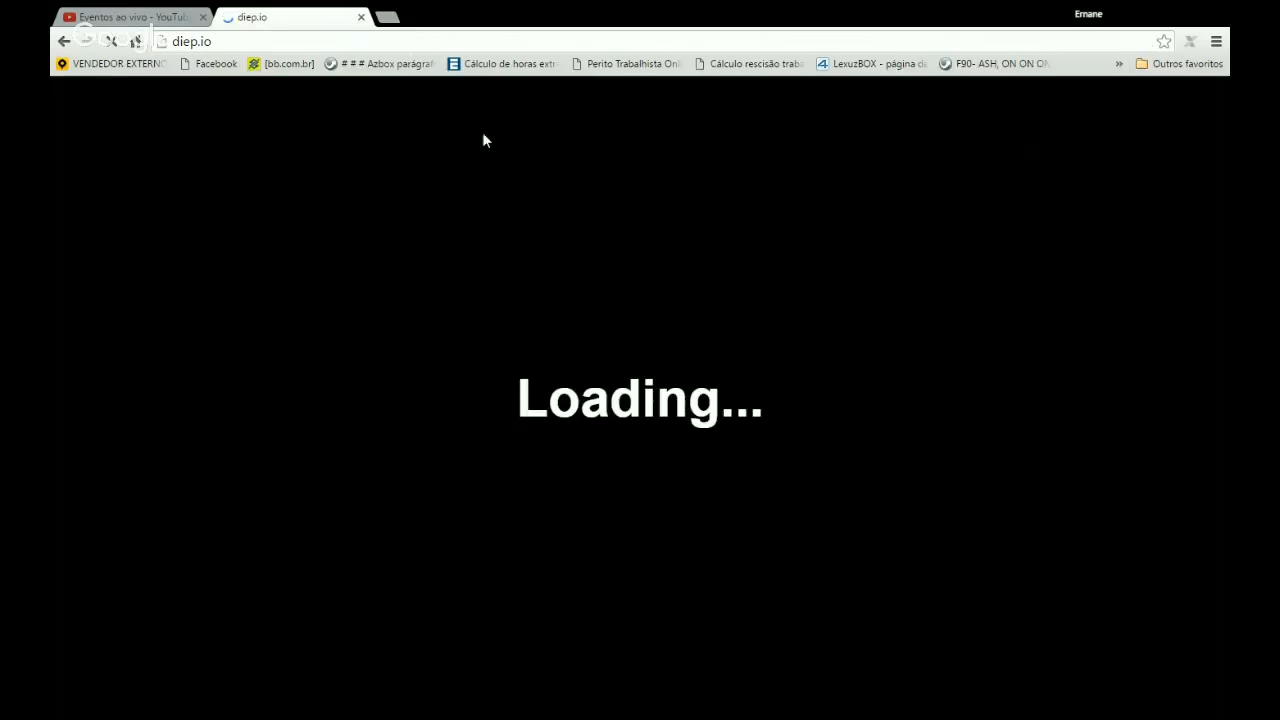 Eventos ao vivo - YouTub
diep.io
Ernane
diep.io
VENDEDOR EXTERNO
Facebook
[bb.com.br]
# # # Azbox parágraf
Cálculo de horas extr
Perito Trabalhista Onl
Cálculo rescisão traba
LexuzBOX - página da
F90- ASH, ON ON ON
»
Outros favoritos
Loading...